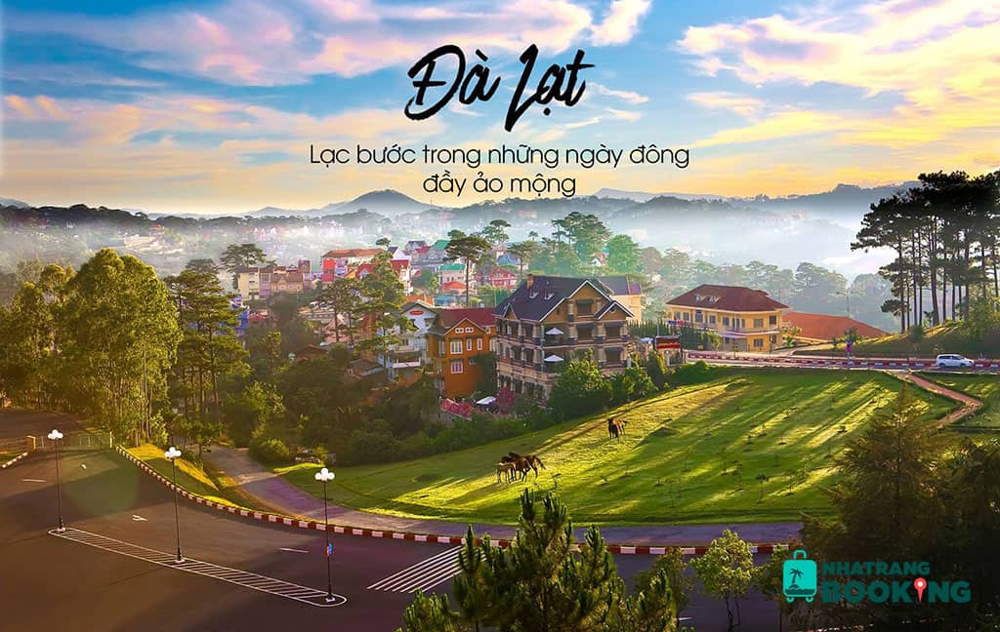 Đà Lạt
Lạc bước trong những ngày đông
đầy ảo mộng
NHATRANG
BOOKING